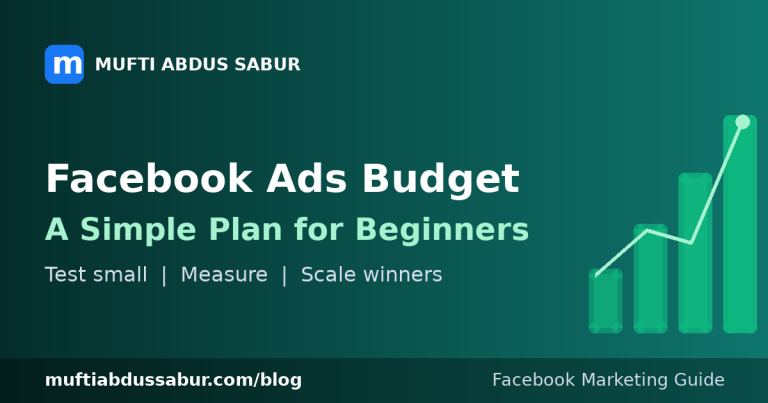 m MUFTI ABDUS SABUR
Facebook Ads Budget
A Simple Plan for Beginners
Test small | Measure | Scale winners
muftiabdussabur.com/blog
Facebook Marketing Guide